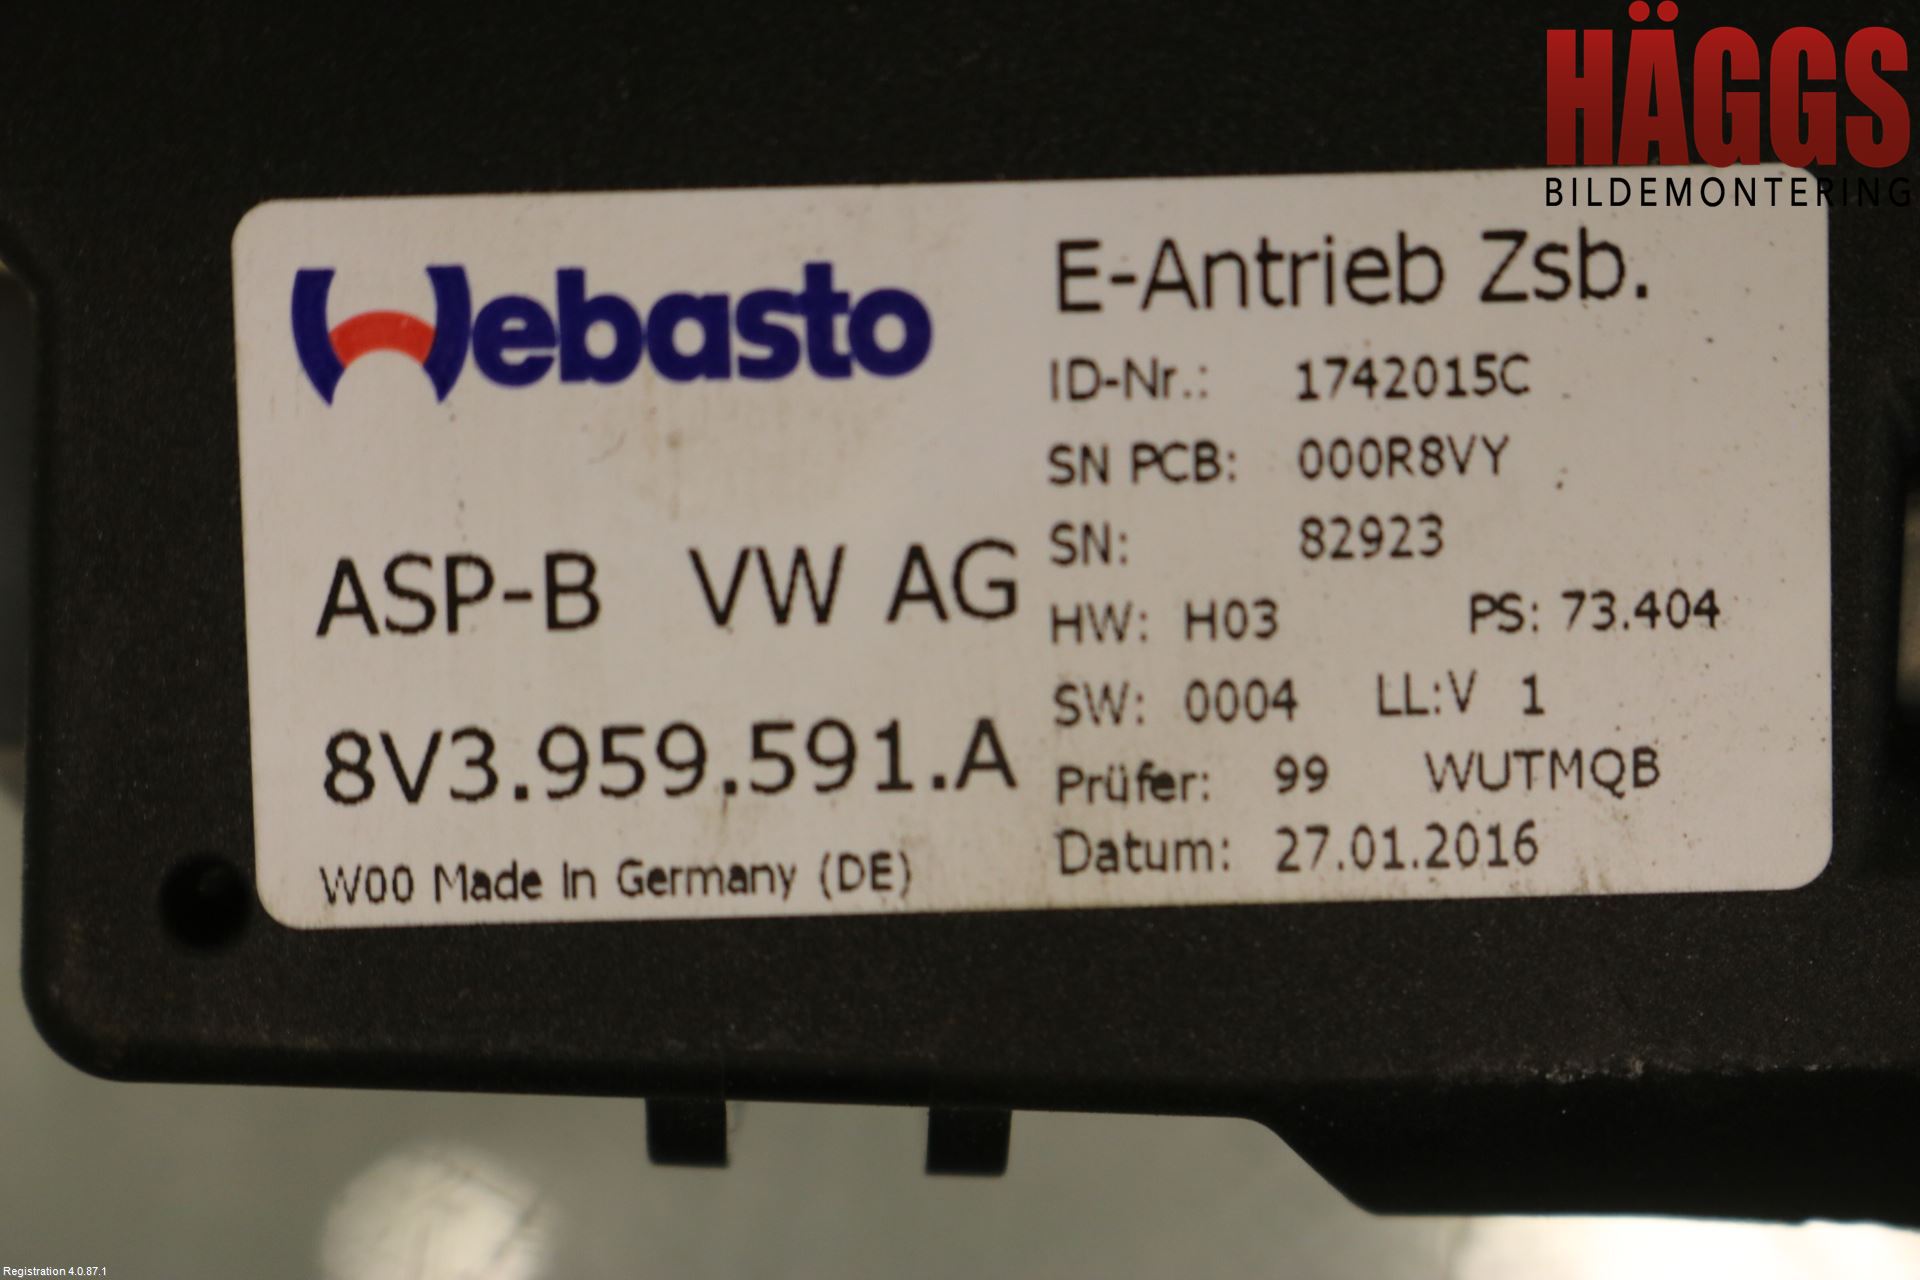 HÄGGS
BILDEMONTERING
Webasto
ASP-B VW AG
8V3.959.591.A
W00 Made In Germany (DE)
E-Antrieb Zsb.
ID-Nr.: 1742015C
SN PCB: 000R8VY
SN: 82923
HW: H03 PS: 73.404
SW: 0004 LL:V 1
Prüfer: 99 WUTMQB
Datum: 27.01.2016
Registration 4.0.87.1